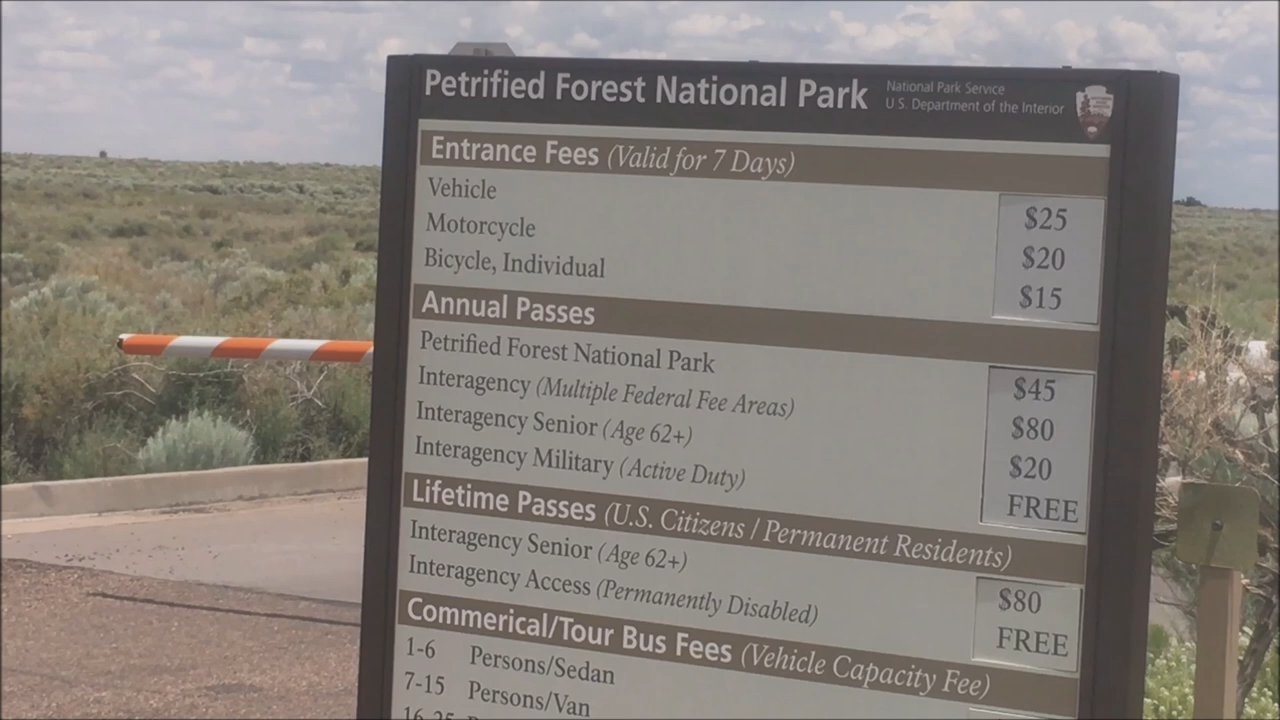 Petrified Forest National Park
National Park Service
U.S. Department of the Interior
Entrance Fees (Valid for 7 Days)
Vehicle $25
Motorcycle $20
Bicycle, Individual $15
Annual Passes
Petrified Forest National Park $45
Interagency (Multiple Federal Fee Areas) $80
Interagency Senior (Age 62+) $20
Interagency Military (Active Duty) FREE
Lifetime Passes (U.S. Citizens / Permanent Residents)
Interagency Senior (Age 62+) $80
Interagency Access (Permanently Disabled) FREE
Commerical/Tour Bus Fees (Vehicle Capacity Fee)
1-6 Persons/Sedan
7-15 Persons/Van
16-25